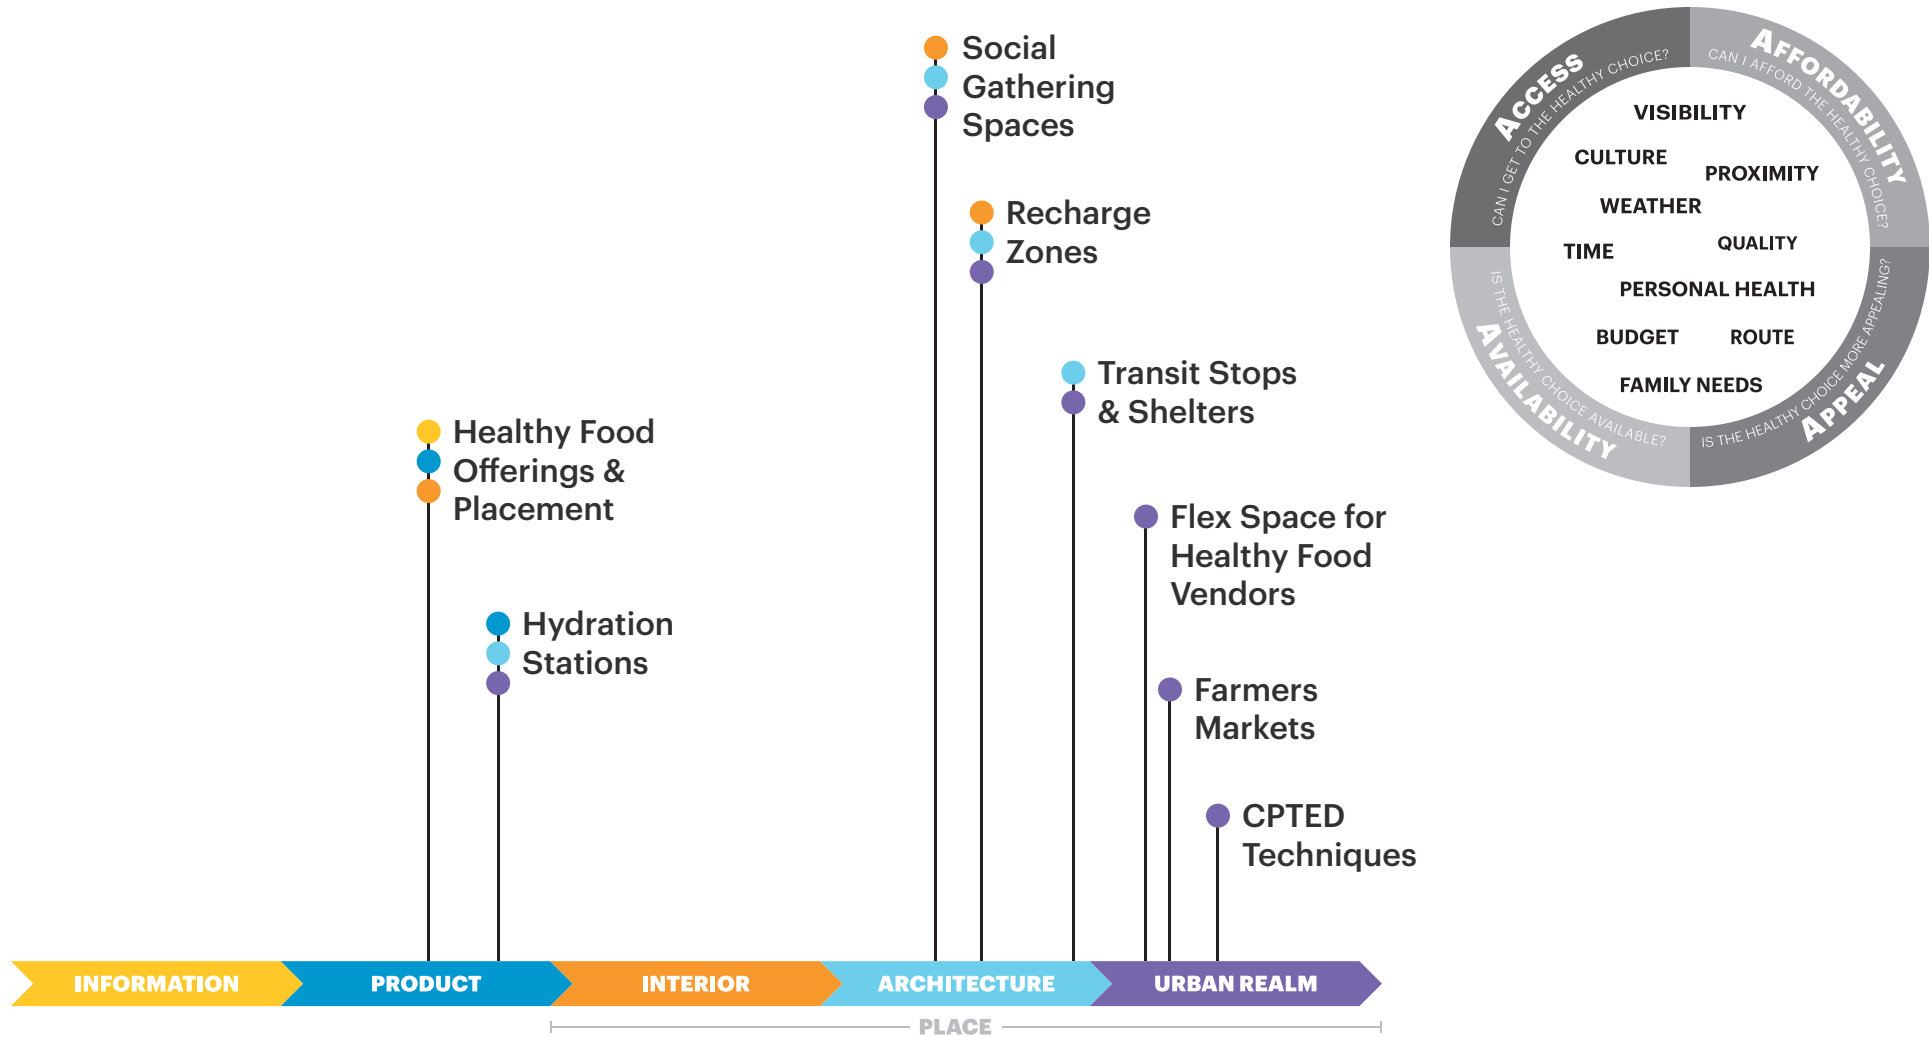 Social
Gathering
Spaces
Recharge
Zones
Transit Stops
& Shelters
Healthy Food
Offerings &
Placement
Flex Space for
Healthy Food
Vendors
Hydration
Stations
Farmers
Markets
CPTED
Techniques
INFORMATION
PRODUCT
INTERIOR
ARCHITECTURE
URBAN REALM
PLACE
ACCESS
CAN I GET TO THE HEALTHY CHOICE?
AFFORDABILITY
CAN I AFFORD THE HEALTHY CHOICE?
VISIBILITY
CULTURE
PROXIMITY
WEATHER
TIME
QUALITY
PERSONAL HEALTH
BUDGET
ROUTE
FAMILY NEEDS
IS THE HEALTHY CHOICE AVAILABLE?
AVAILABILITY
IS THE HEALTHY CHOICE MORE APPEALING?
APPEAL